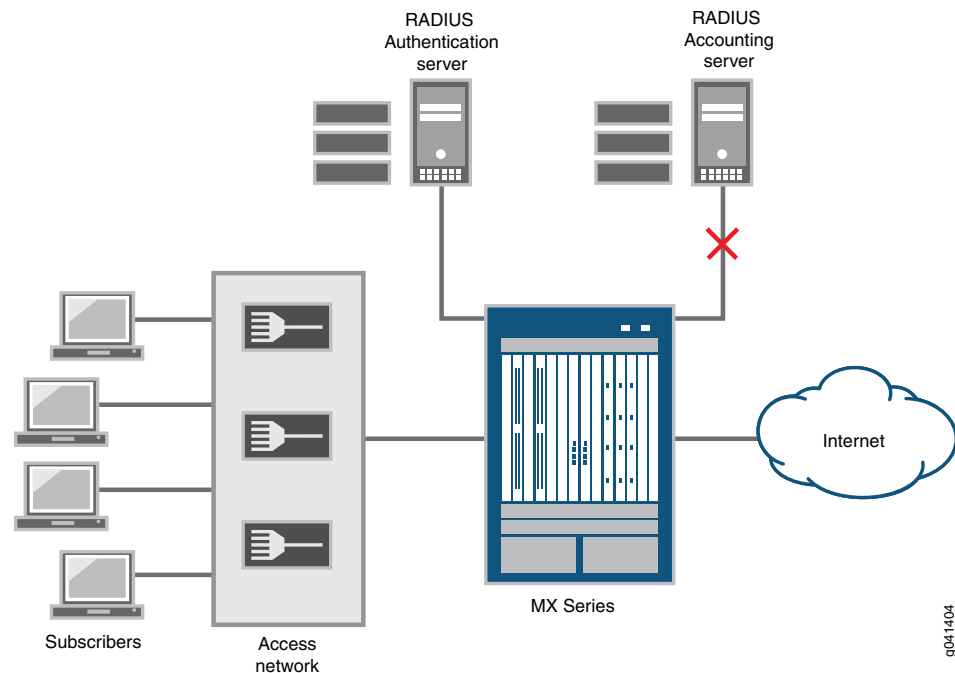 RADIUS
Authentication
server
RADIUS
Accounting
server
Internet
MX Series
Subscribers
Access
network
g041404